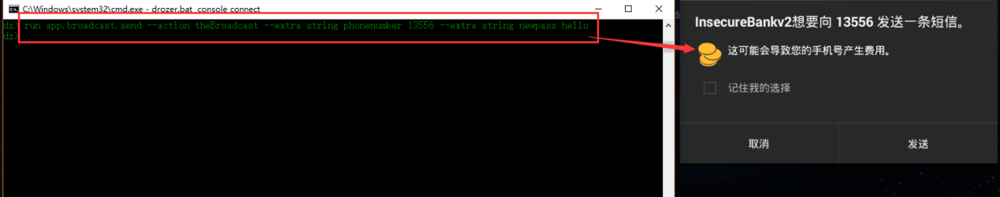 C:\Windows\system32\cmd.exe - drozer.bat console connect
dz> run app.broadcast.send --action theBroadcast --extra string phonenumber 13556 --extra string newpass hello
dz>
InsecureBankv2想要向 13556 发送一条短信。
这可能会导致您的手机号产生费用。
记住我的选择
取消
发送